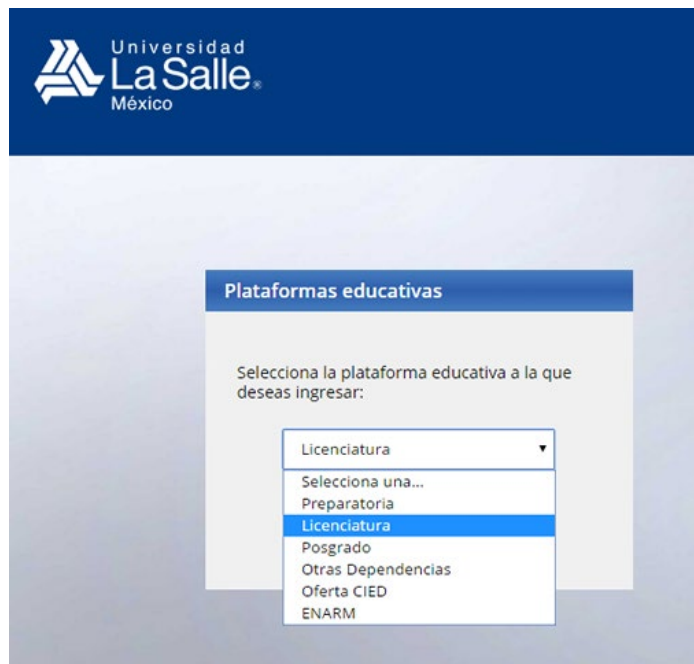 Universidad
La Salle®
México
Plataformas educativas
Selecciona la plataforma educativa a la que
deseas ingresar:
Licenciatura
Selecciona una...
Preparatoria
Licenciatura
Posgrado
Otras Dependencias
Oferta CIED
ENARM